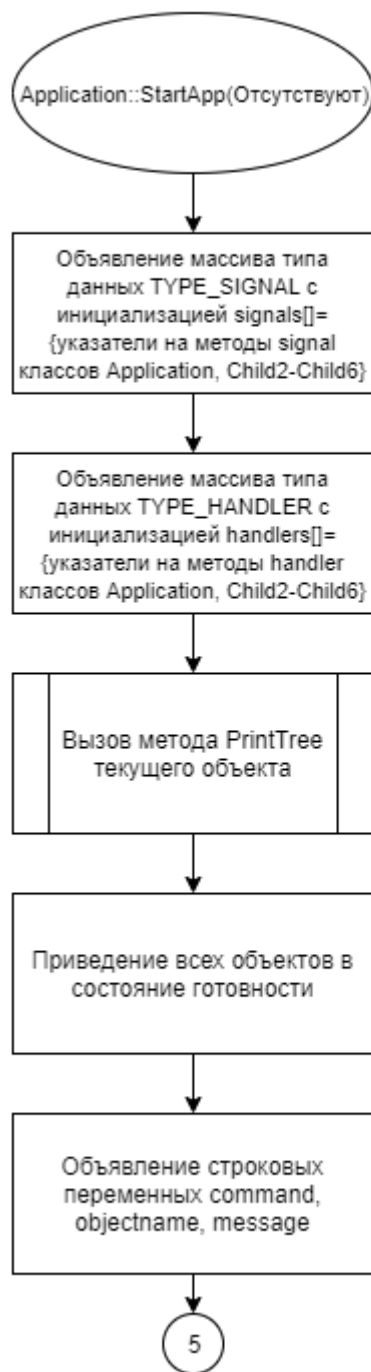 Application::StartApp(Отсутствуют)
Объявление массива типа
данных TYPE_SIGNAL с
инициализацией signals[]=
{указатели на методы signal
классов Application, Child2-Child6}
Объявление массива типа
данных TYPE_HANDLER с
инициализацией handlers[]=
{указатели на методы handler
классов Application, Child2-Child6}
Вызов метода PrintTree
текущего объекта
Приведение всех объектов в
состояние готовности
Объявление строковых
переменных command,
objectname, message
5